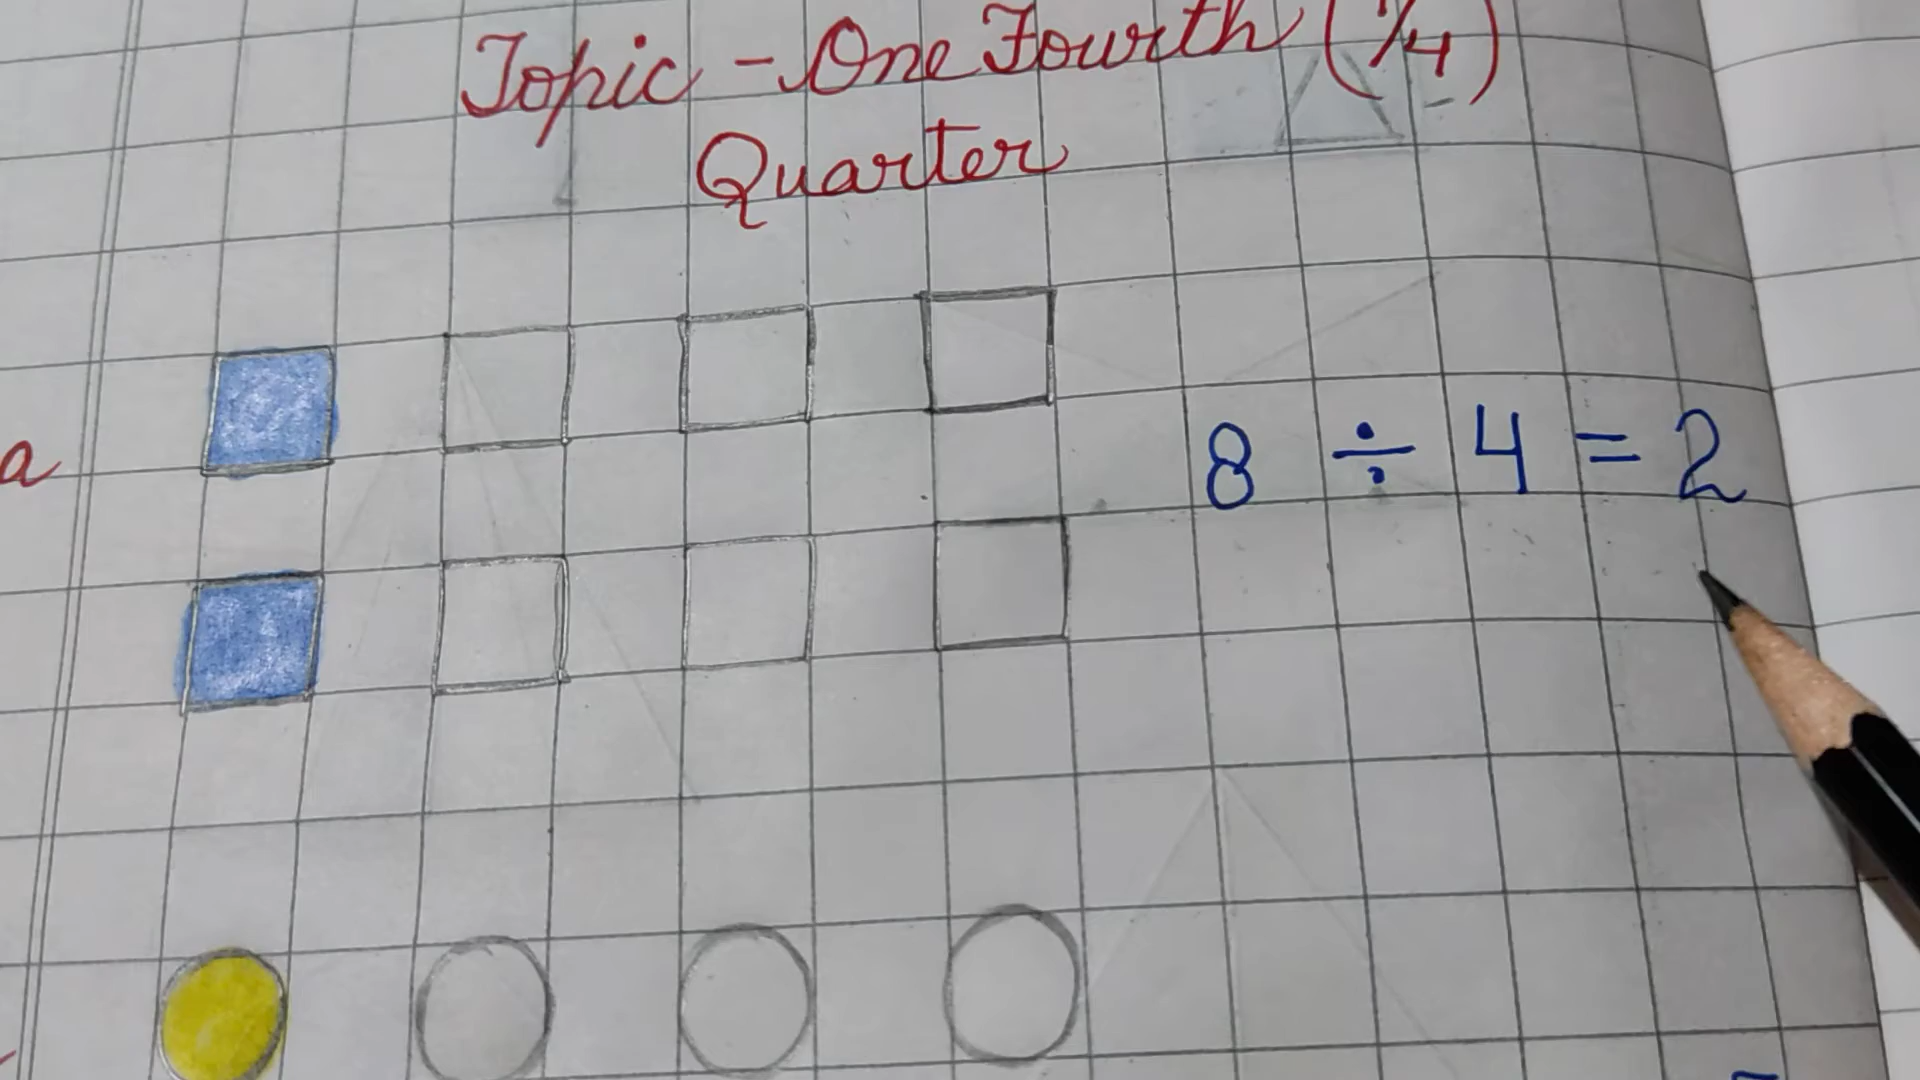 Topic - One Fourth (1/4)
Quarter
a
8 ÷ 4 = 2